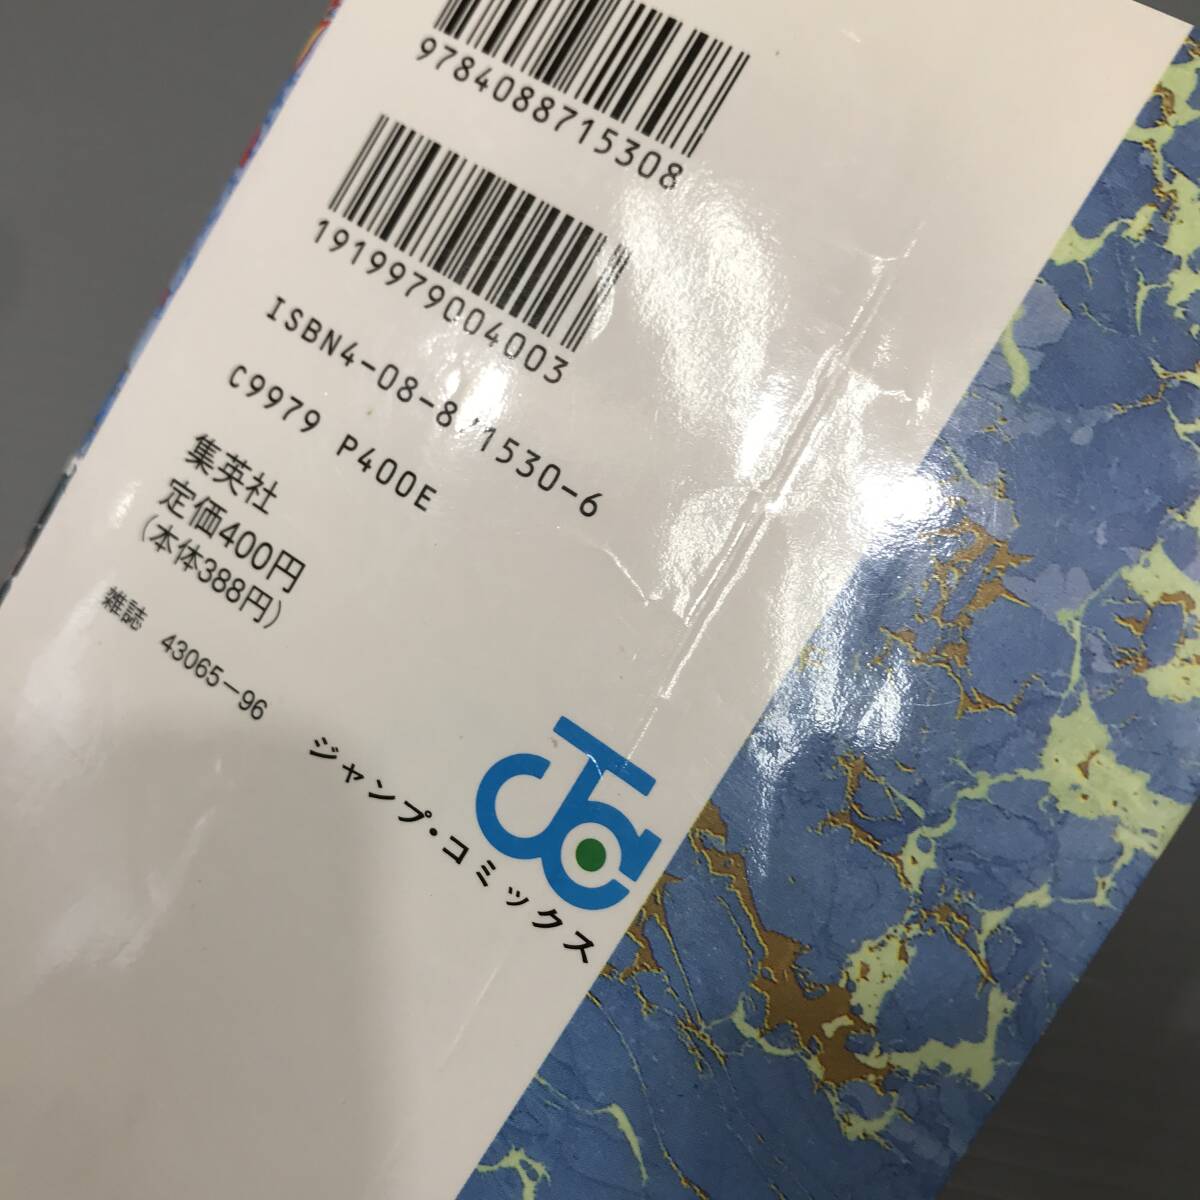 9784088715308
1919979004003
ISBN4-08-871530-6
C9979 P400E
集英社
定価400円
(本体388円)
雑誌 43065-96
ジャンプ・コミックス